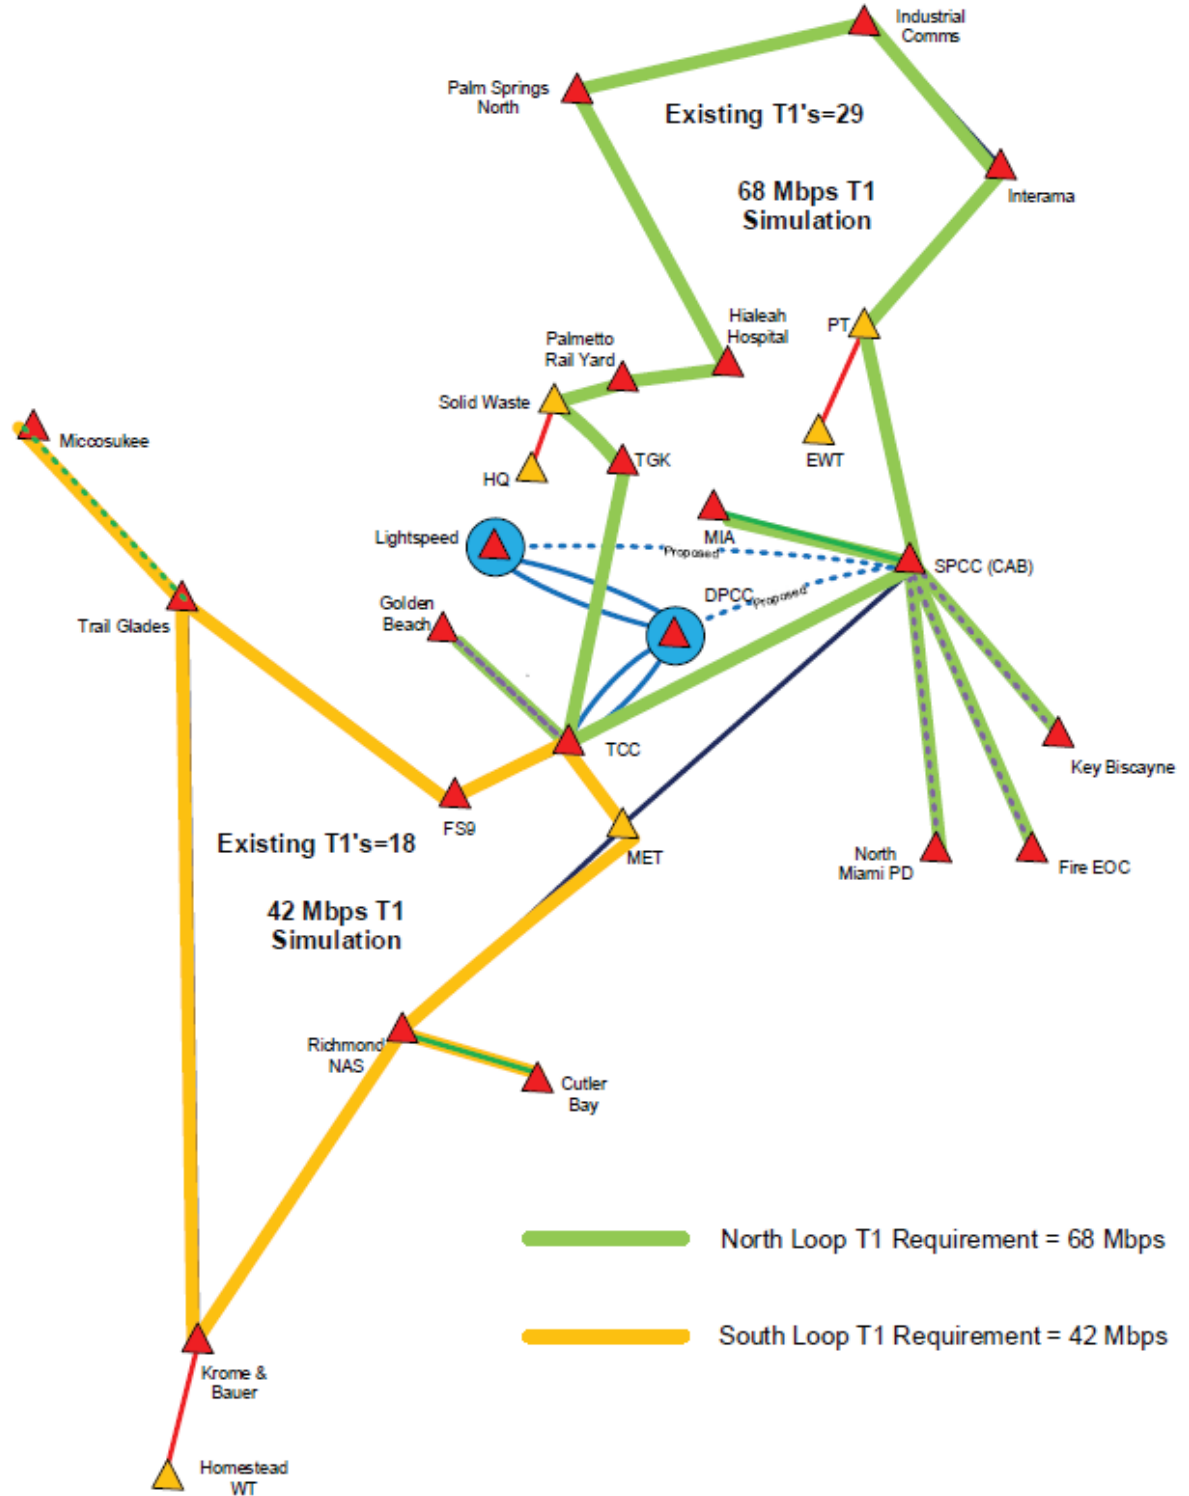 Industrial
Comms
Palm Springs
North
Existing T1's=29
68 Mbps T1
Simulation
Interama
Hialeah
Hospital
PT
Palmetto
Rail Yard
Solid Waste
Miccosukee
TGK
EWT
HQ
Lightspeed
MIA
Proposed
SPCC (CAB)
DPCC
Proposed
Golden
Beach
Trail Glades
TCC
Key Biscayne
FS9
Existing T1's=18
MET
North
Miami PD
Fire EOC
42 Mbps T1
Simulation
Richmond
NAS
Cutler
Bay
North Loop T1 Requirement = 68 Mbps
South Loop T1 Requirement = 42 Mbps
Krome &
Bauer
Homestead
WT